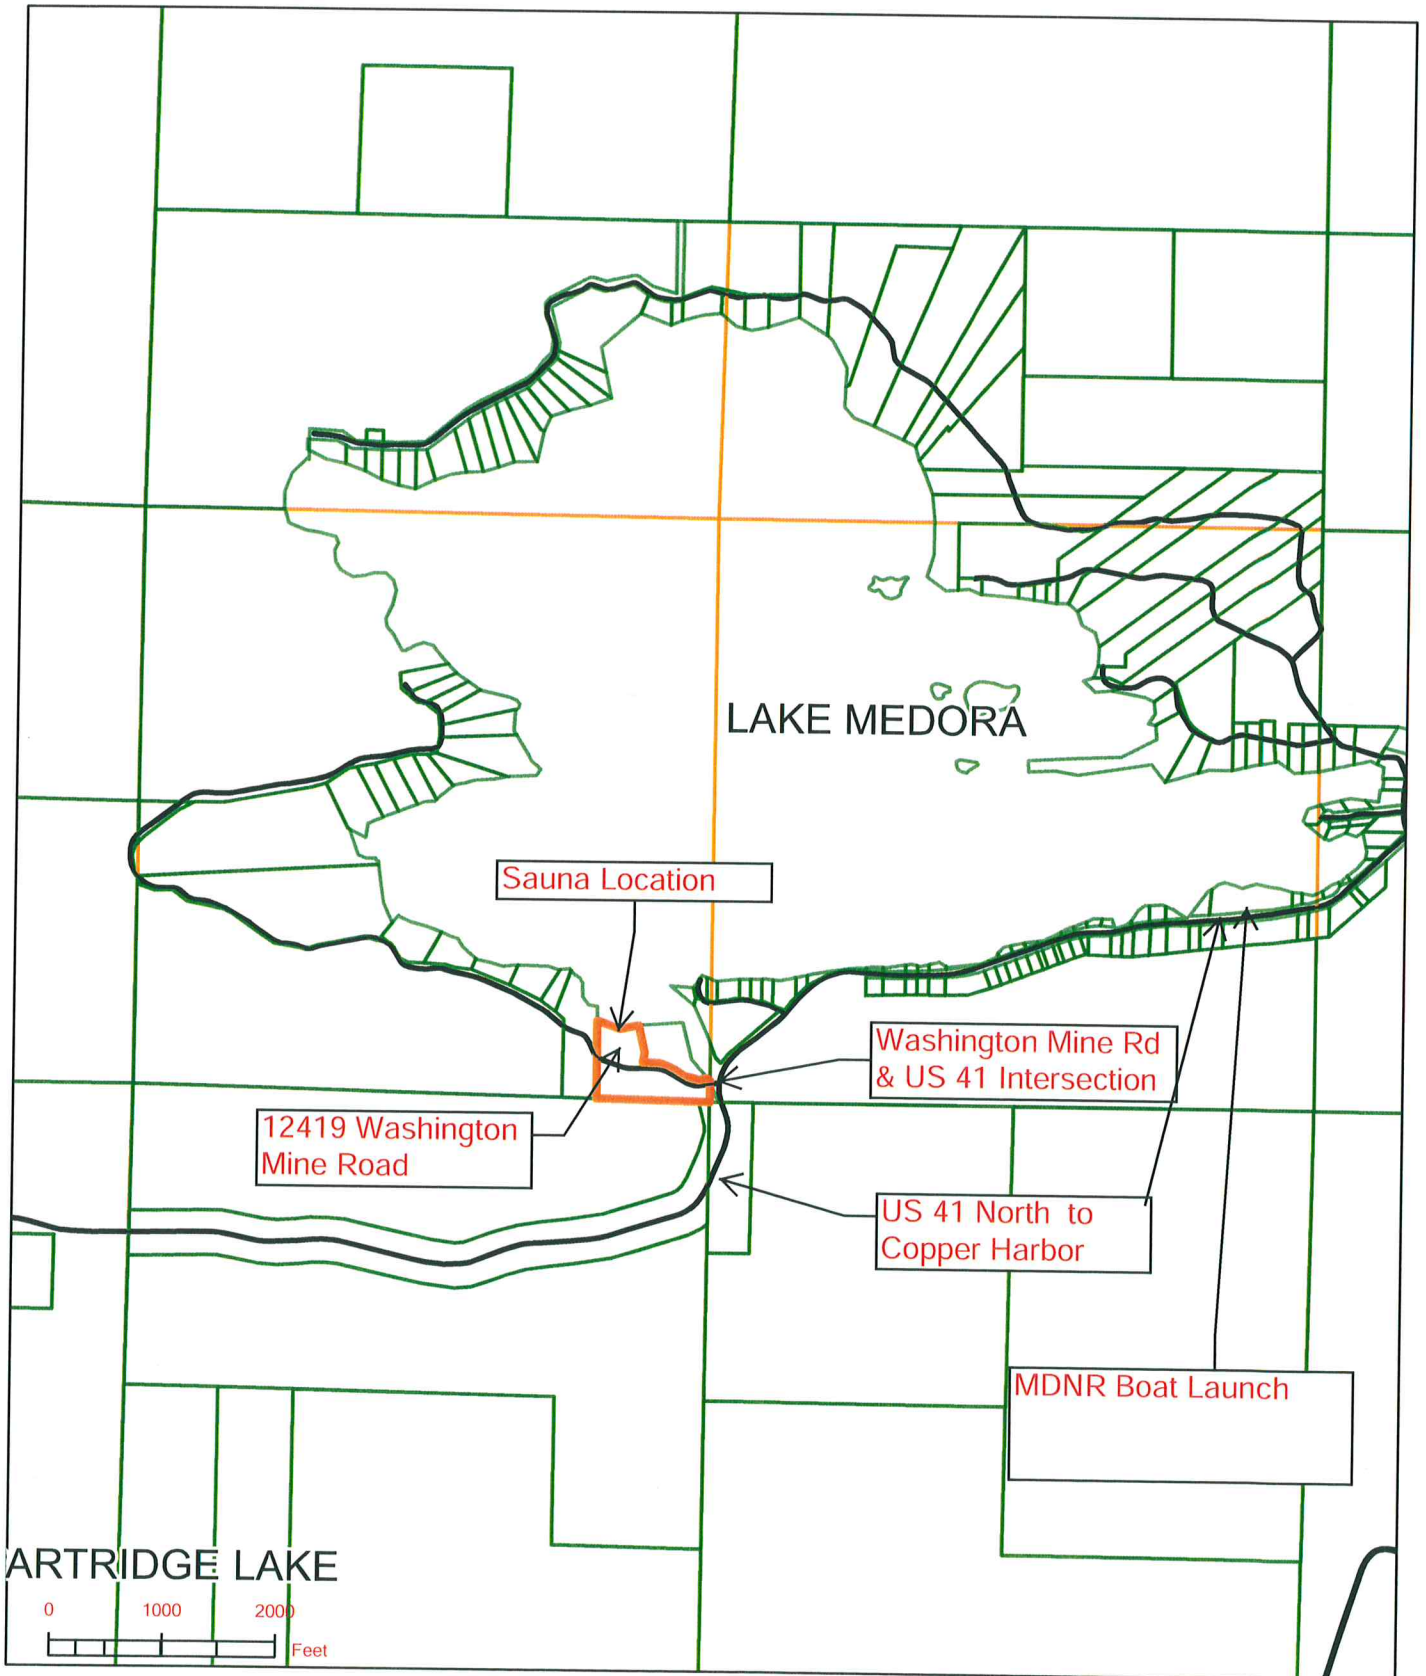 LAKE MEDORA
Sauna Location
Washington Mine Rd
& US 41 Intersection
12419 Washington
Mine Road
US 41 North to
Copper Harbor
MDNR Boat Launch
ARTRIDGE LAKE
0 1000 2000
Feet